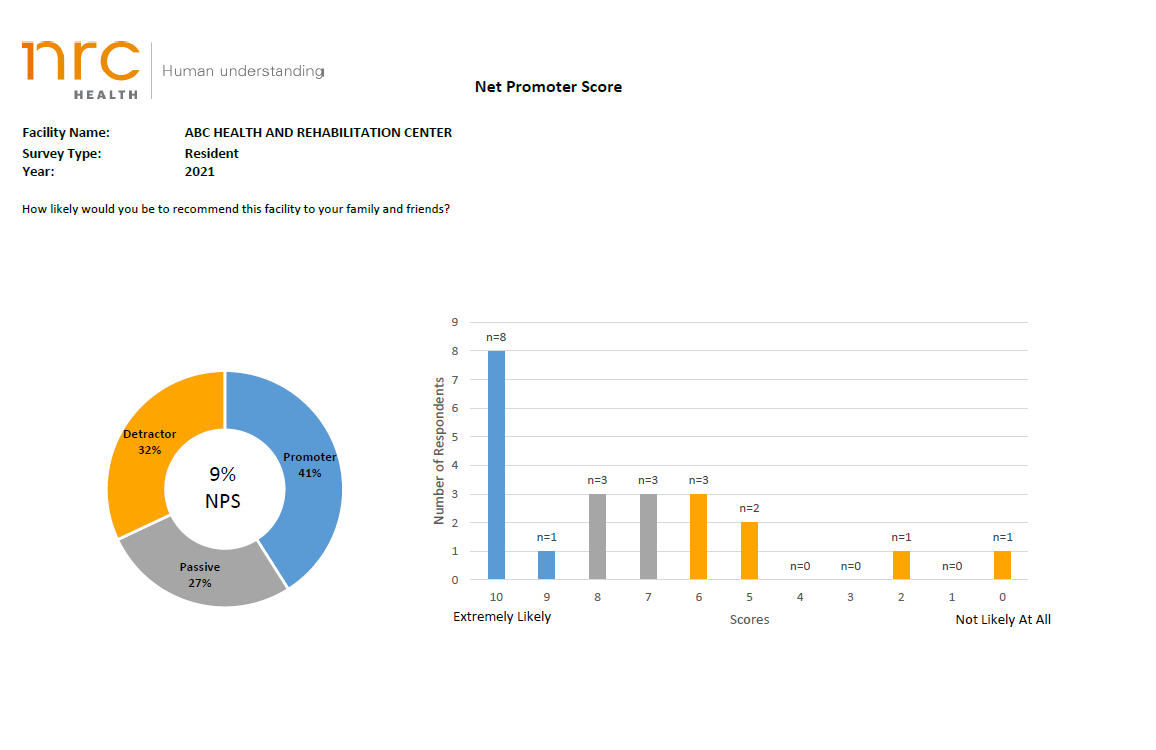 nrc
HEALTH
Human understanding
Net Promoter Score
Facility Name: ABC HEALTH AND REHABILITATION CENTER
Survey Type: Resident
Year: 2021
How likely would you be to recommend this facility to your family and friends?
Detractor
32%
Promoter
41%
9%
NPS
Passive
27%
Number of Respondents
9
8
7
6
5
4
3
2
1
0
n=8
n=1
n=3
n=3
n=3
n=2
n=0
n=0
n=1
n=0
n=1
10 9 8 7 6 5 4 3 2 1 0
Extremely Likely Scores Not Likely At All